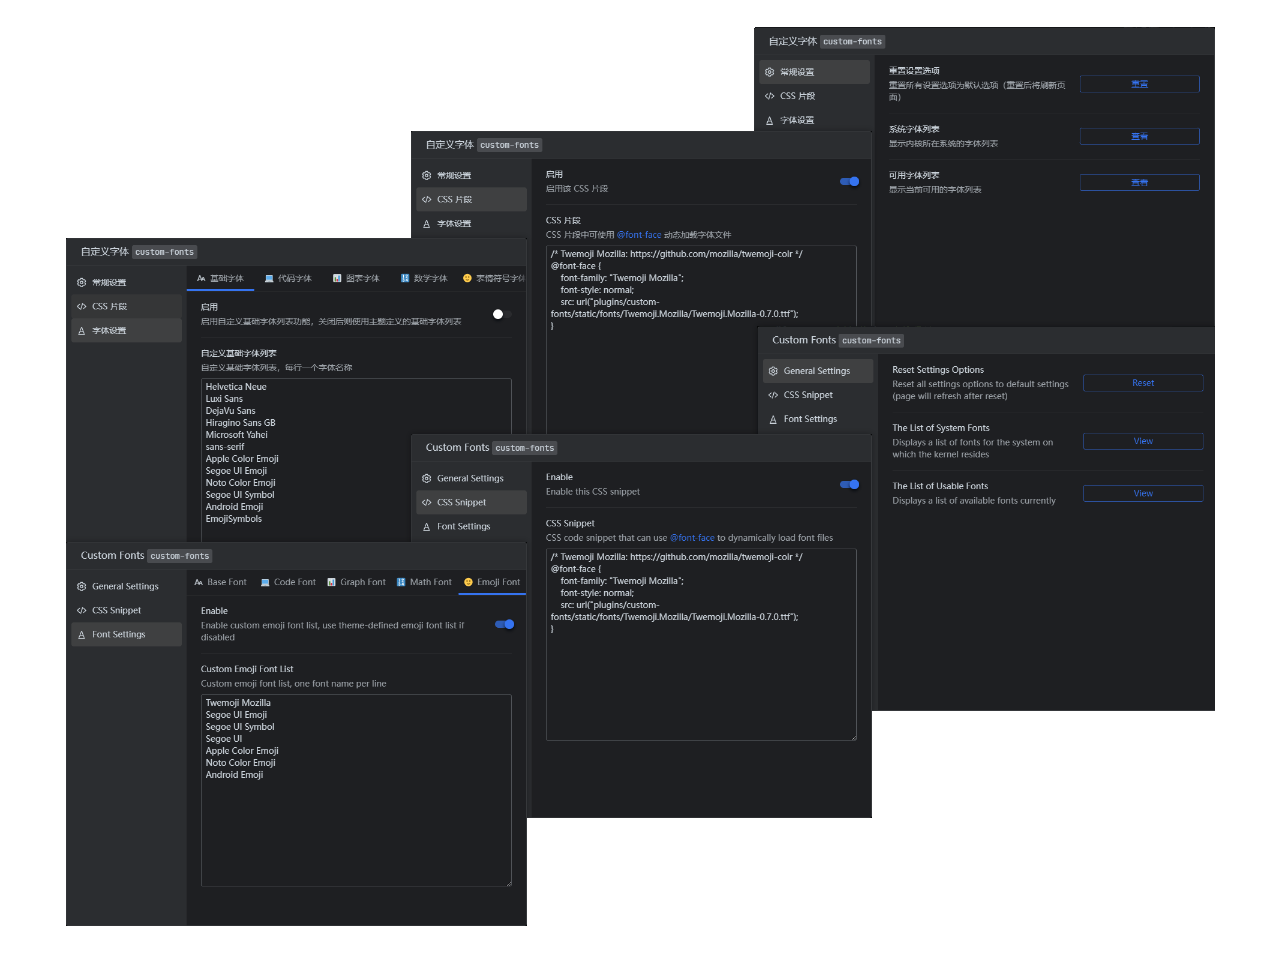 自定义字体 custom-fonts
常规设置
CSS 片段
字体设置
重置设置选项
重置所有设置选项为默认选项（重置后将刷新页
面）
重置
系统字体列表
显示内核所在系统的字体列表
查看
可用字体列表
显示当前可用的字体列表
查看
自定义字体 custom-fonts
常规设置
CSS 片段
字体设置
启用
启用该 CSS 片段
CSS 片段
CSS 片段中可使用 @font-face 动态加载字体文件
/* Twemoji Mozilla: https://github.com/mozilla/twemoji-colr */
@font-face {
font-family: "Twemoji Mozilla";
font-style: normal;
src: url("plugins/custom-
fonts/static/fonts/Twemoji.Mozilla/Twemoji.Mozilla-0.7.0.ttf");
}
自定义字体 custom-fonts
常规设置
CSS 片段
字体设置
基础字体 代码字体 图表字体 数学字体 表情符号字体
启用
启用自定义基础字体列表功能，关闭后则使用主题定义的基础字体列表
自定义基础字体列表
自定义基础字体列表，每行一个字体名称
Helvetica Neue
Luxi Sans
DejaVu Sans
Hiragino Sans GB
Microsoft Yahei
sans-serif
Apple Color Emoji
Segoe UI Emoji
Noto Color Emoji
Segoe UI Symbol
Android Emoji
EmojiSymbols
Custom Fonts custom-fonts
General Settings
CSS Snippet
Font Settings
Reset Settings Options
Reset all settings options to default settings
(page will refresh after reset)
Reset
The List of System Fonts
Displays a list of fonts for the system on
which the kernel resides
View
The List of Usable Fonts
Displays a list of available fonts currently
View
Custom Fonts custom-fonts
General Settings
CSS Snippet
Font Settings
Enable
Enable this CSS snippet
CSS Snippet
CSS code snippet that can use @font-face to dynamically load font files
/* Twemoji Mozilla: https://github.com/mozilla/twemoji-colr */
@font-face {
font-family: "Twemoji Mozilla";
font-style: normal;
src: url("plugins/custom-
fonts/static/fonts/Twemoji.Mozilla/Twemoji.Mozilla-0.7.0.ttf");
}
Custom Fonts custom-fonts
General Settings
CSS Snippet
Font Settings
Base Font Code Font Graph Font Math Font Emoji Font
Enable
Enable custom emoji font list, use theme-defined emoji font list if
disabled
Custom Emoji Font List
Custom emoji font list, one font name per line
Twemoji Mozilla
Segoe UI Emoji
Segoe UI Symbol
Segoe UI
Apple Color Emoji
Noto Color Emoji
Android Emoji